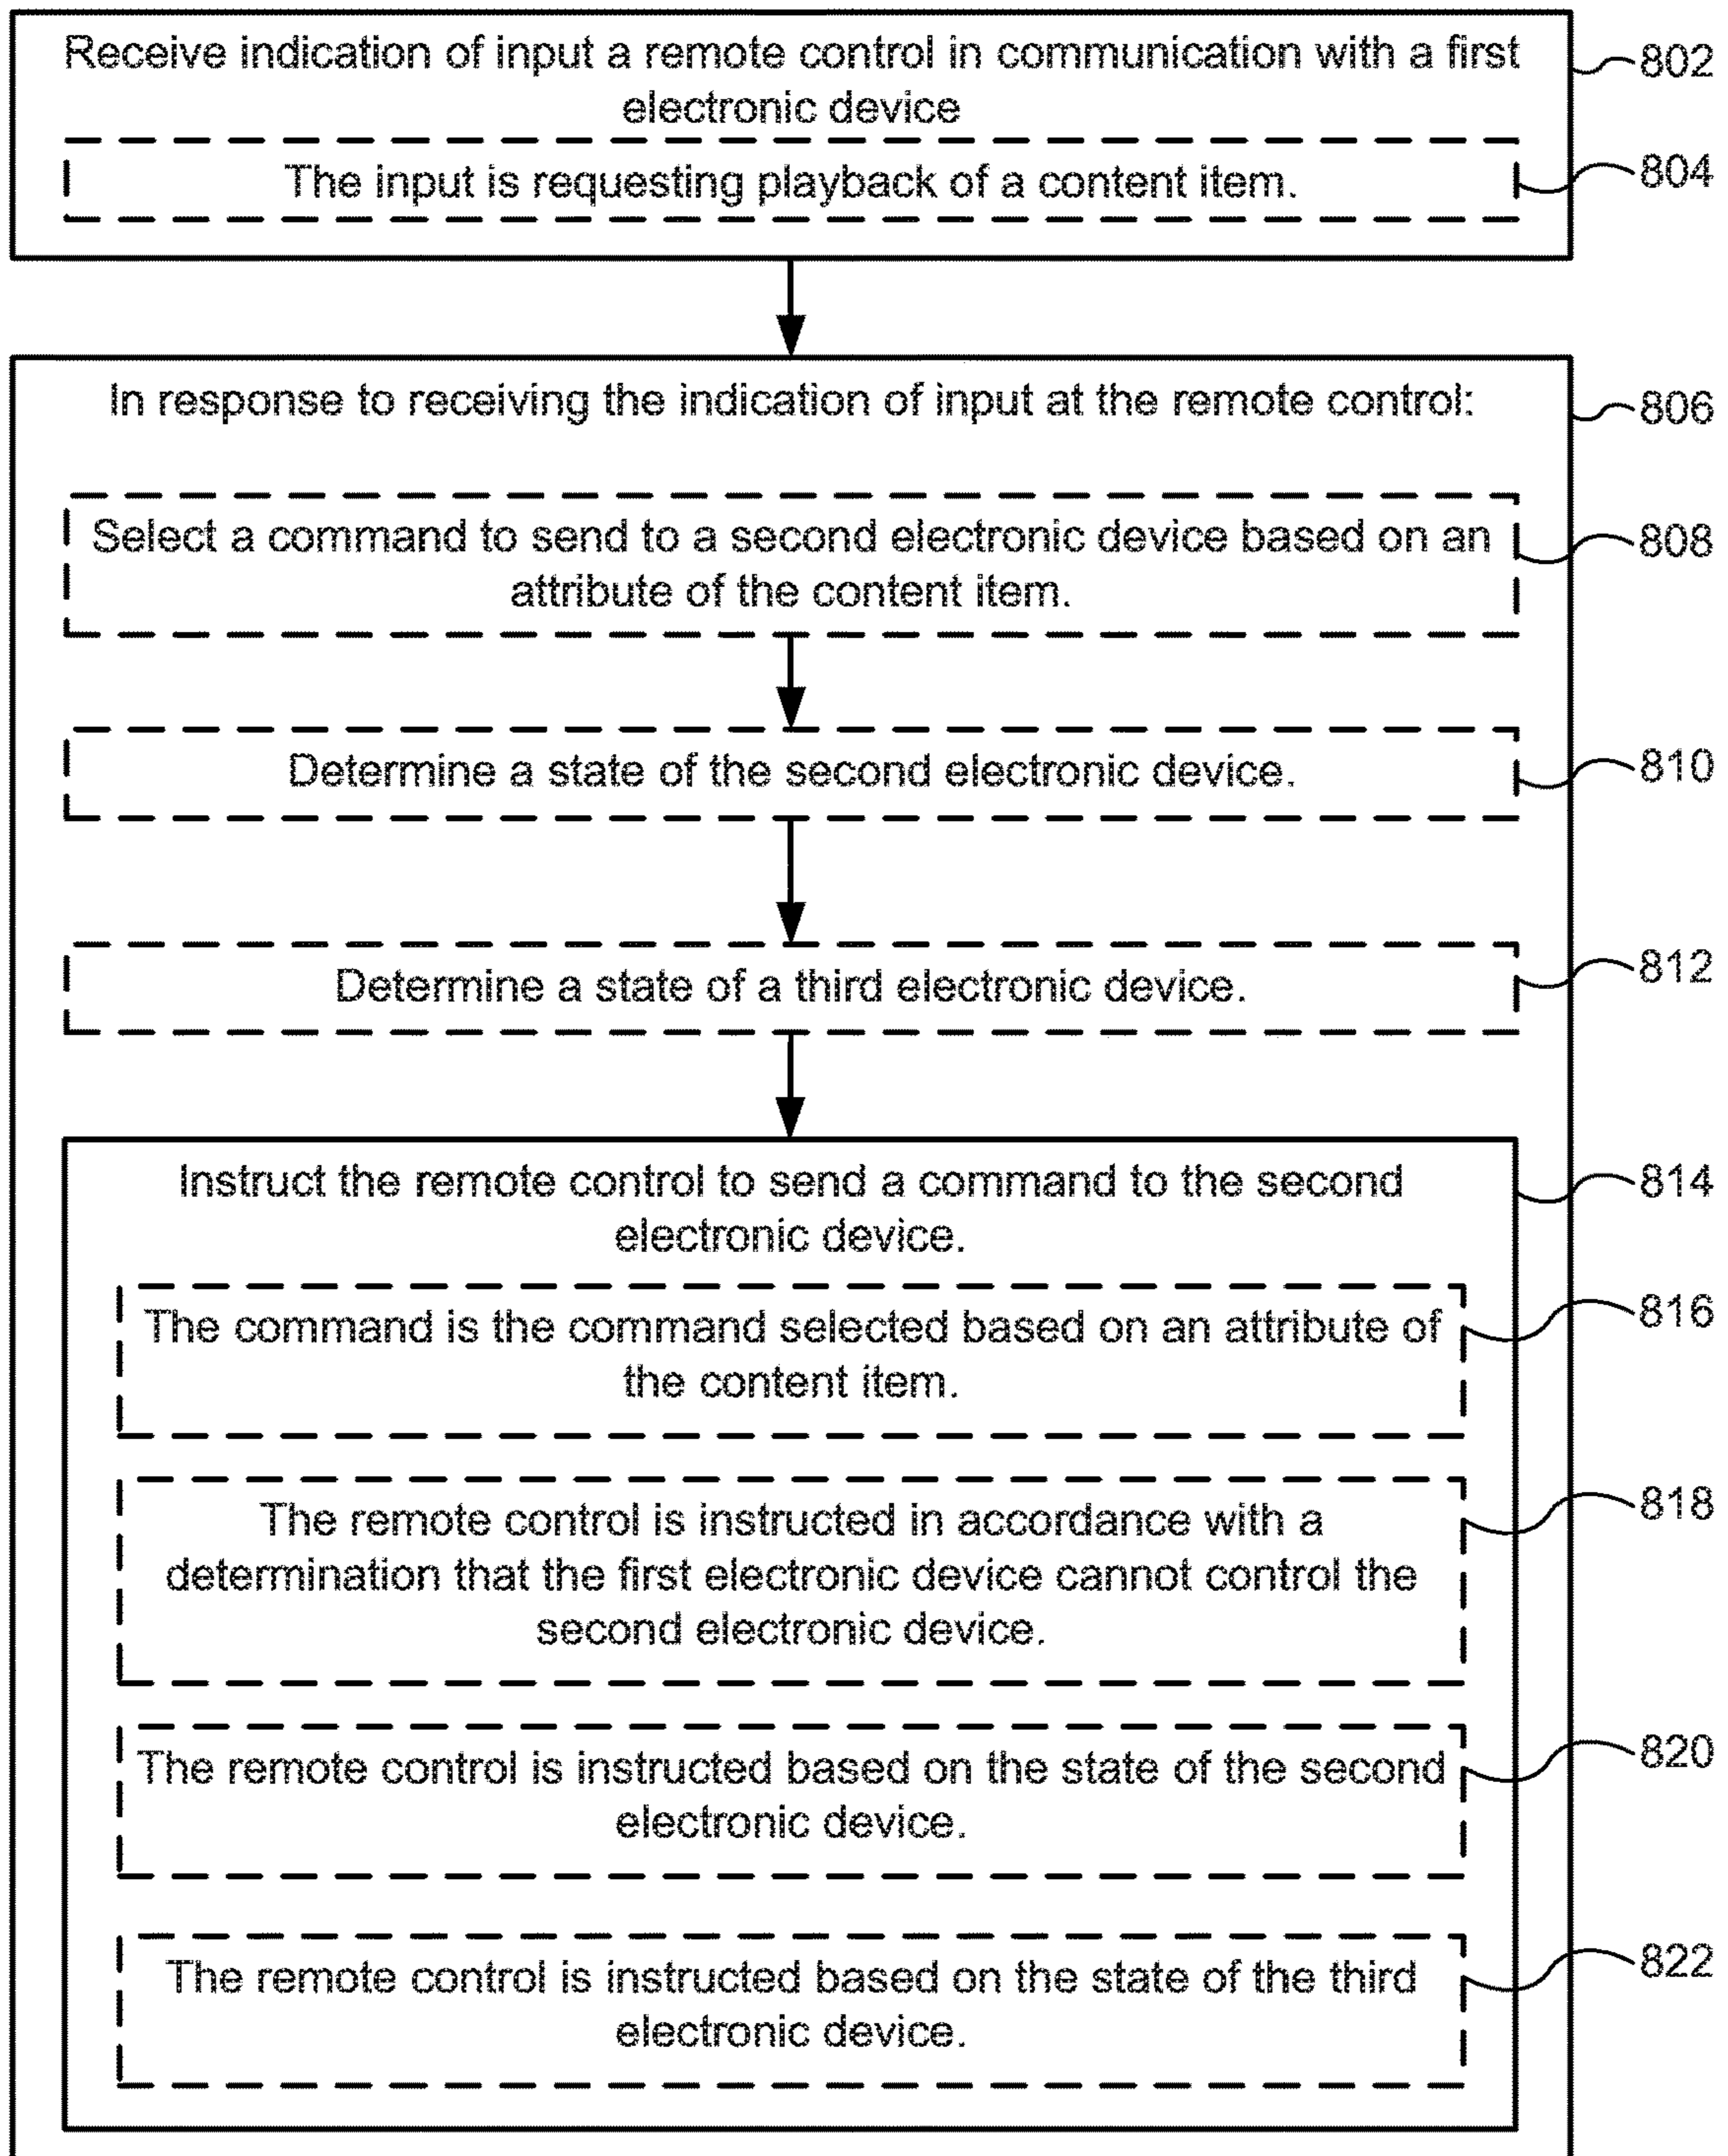 Receive indication of input a remote control in communication with a first
electronic device
802
The input is requesting playback of a content item.
804
In response to receiving the indication of input at the remote control:
806
Select a command to send to a second electronic device based on an
attribute of the content item.
808
Determine a state of the second electronic device.
810
Determine a state of a third electronic device.
812
Instruct the remote control to send a command to the second
electronic device.
814
The command is the command selected based on an attribute of
the content item.
816
The remote control is instructed in accordance with a
determination that the first electronic device cannot control the
second electronic device.
818
The remote control is instructed based on the state of the second
electronic device.
820
The remote control is instructed based on the state of the third
electronic device.
822